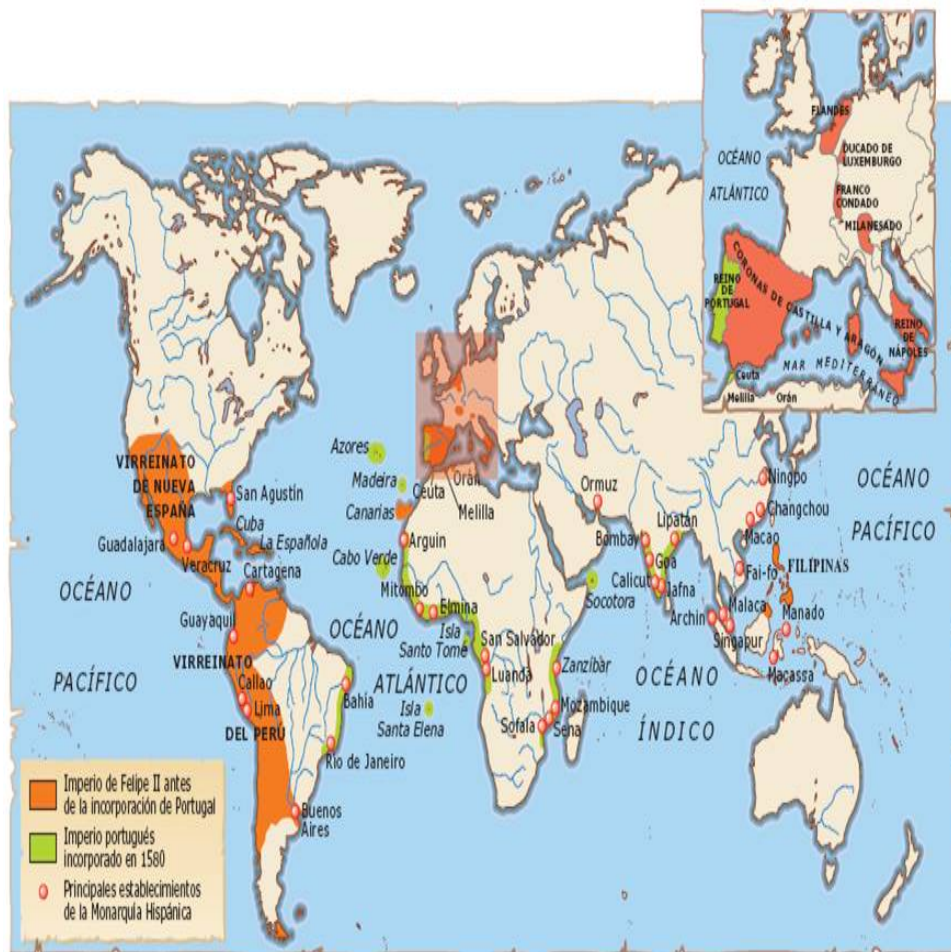 FLANDES
DUCADO DE
LUXEMBURGO
OCÉANO
ATLÁNTICO
FRANCO
CONDADO
MILANESADO
CORONAS DE CASTILLA Y ARAGÓN
REINO
DE
PORTUGAL
REINO
DE
NÁPOLES
MAR MEDITERRÁNEO
Ceuta
Melilla
Orán
VIRREINATO
DE NUEVA
ESPAÑA
San Agustín
Cuba
La Española
Guadalajara
Veracruz
Cartagena
OCÉANO
PACÍFICO
Guayaquil
VIRREINATO
DEL PERÚ
Callao
Lima
Bahía
Río de Janeiro
Buenos
Aires
Azores
Madeira
Canarias
Cabo Verde
Ceuta
Orán
Melilla
Arguin
Mitombo
Elmina
Isla
Santo Tomé
OCÉANO
ATLÁNTICO
Isla
Santa Elena
San Salvador
Luanda
Zanzíbar
Mozambique
Sofala
Sena
Ormuz
Socotora
Bombay
Lipatán
Goa
Calicut
Jafna
OCÉANO
ÍNDICO
Ningpo
Changchou
Macao
Fai-fo
FILIPINAS
OCÉANO
PACÍFICO
Archin
Malaca
Singapur
Manado
Macassa
Imperio de Felipe II antes
de la incorporación de Portugal
Imperio portugués
incorporado en 1580
Principales establecimientos
de la Monarquía Hispánica